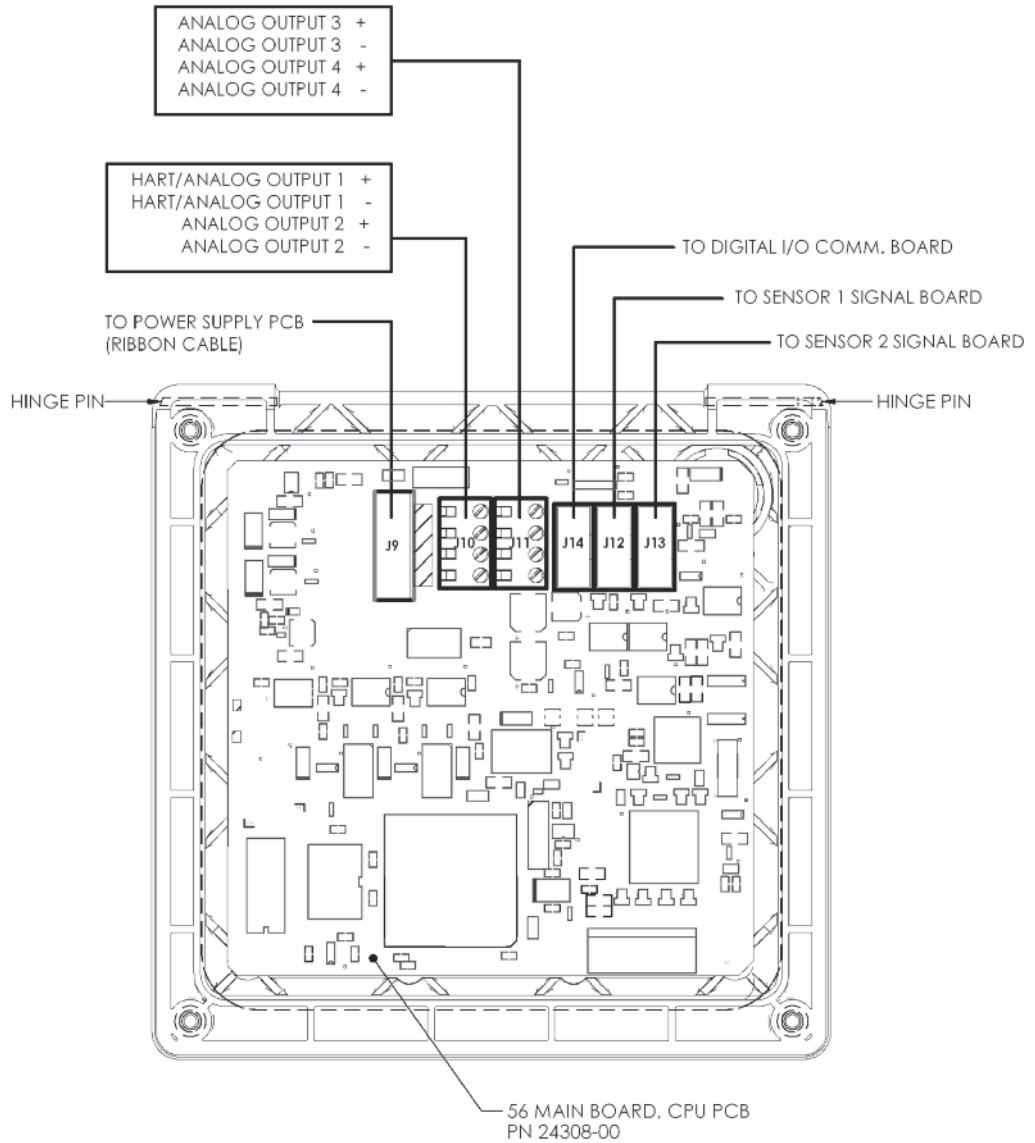 ANALOG OUTPUT 3 +
ANALOG OUTPUT 3 -
ANALOG OUTPUT 4 +
ANALOG OUTPUT 4 -
HART/ANALOG OUTPUT 1 +
HART/ANALOG OUTPUT 1 -
ANALOG OUTPUT 2 +
ANALOG OUTPUT 2 -
TO DIGITAL I/O COMM. BOARD
TO SENSOR 1 SIGNAL BOARD
TO POWER SUPPLY PCB
(RIBBON CABLE)
TO SENSOR 2 SIGNAL BOARD
HINGE PIN
HINGE PIN
J9
J10
J11
J14
J12
J13
56 MAIN BOARD, CPU PCB
PN 24308-00